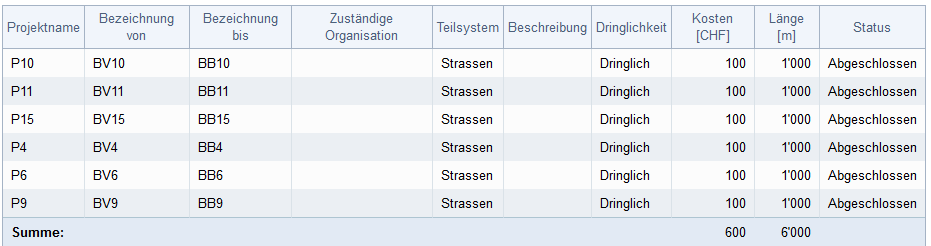 Projektname Bezeichnung von Bezeichnung bis Zuständige Organisation Teilsystem Beschreibung Dringlichkeit Kosten [CHF] Länge [m] Status
P10 BV10 BB10 Strassen Dringlich 100 1'000 Abgeschlossen
P11 BV11 BB11 Strassen Dringlich 100 1'000 Abgeschlossen
P15 BV15 BB15 Strassen Dringlich 100 1'000 Abgeschlossen
P4 BV4 BB4 Strassen Dringlich 100 1'000 Abgeschlossen
P6 BV6 BB6 Strassen Dringlich 100 1'000 Abgeschlossen
P9 BV9 BB9 Strassen Dringlich 100 1'000 Abgeschlossen
Summe: 600 6'000